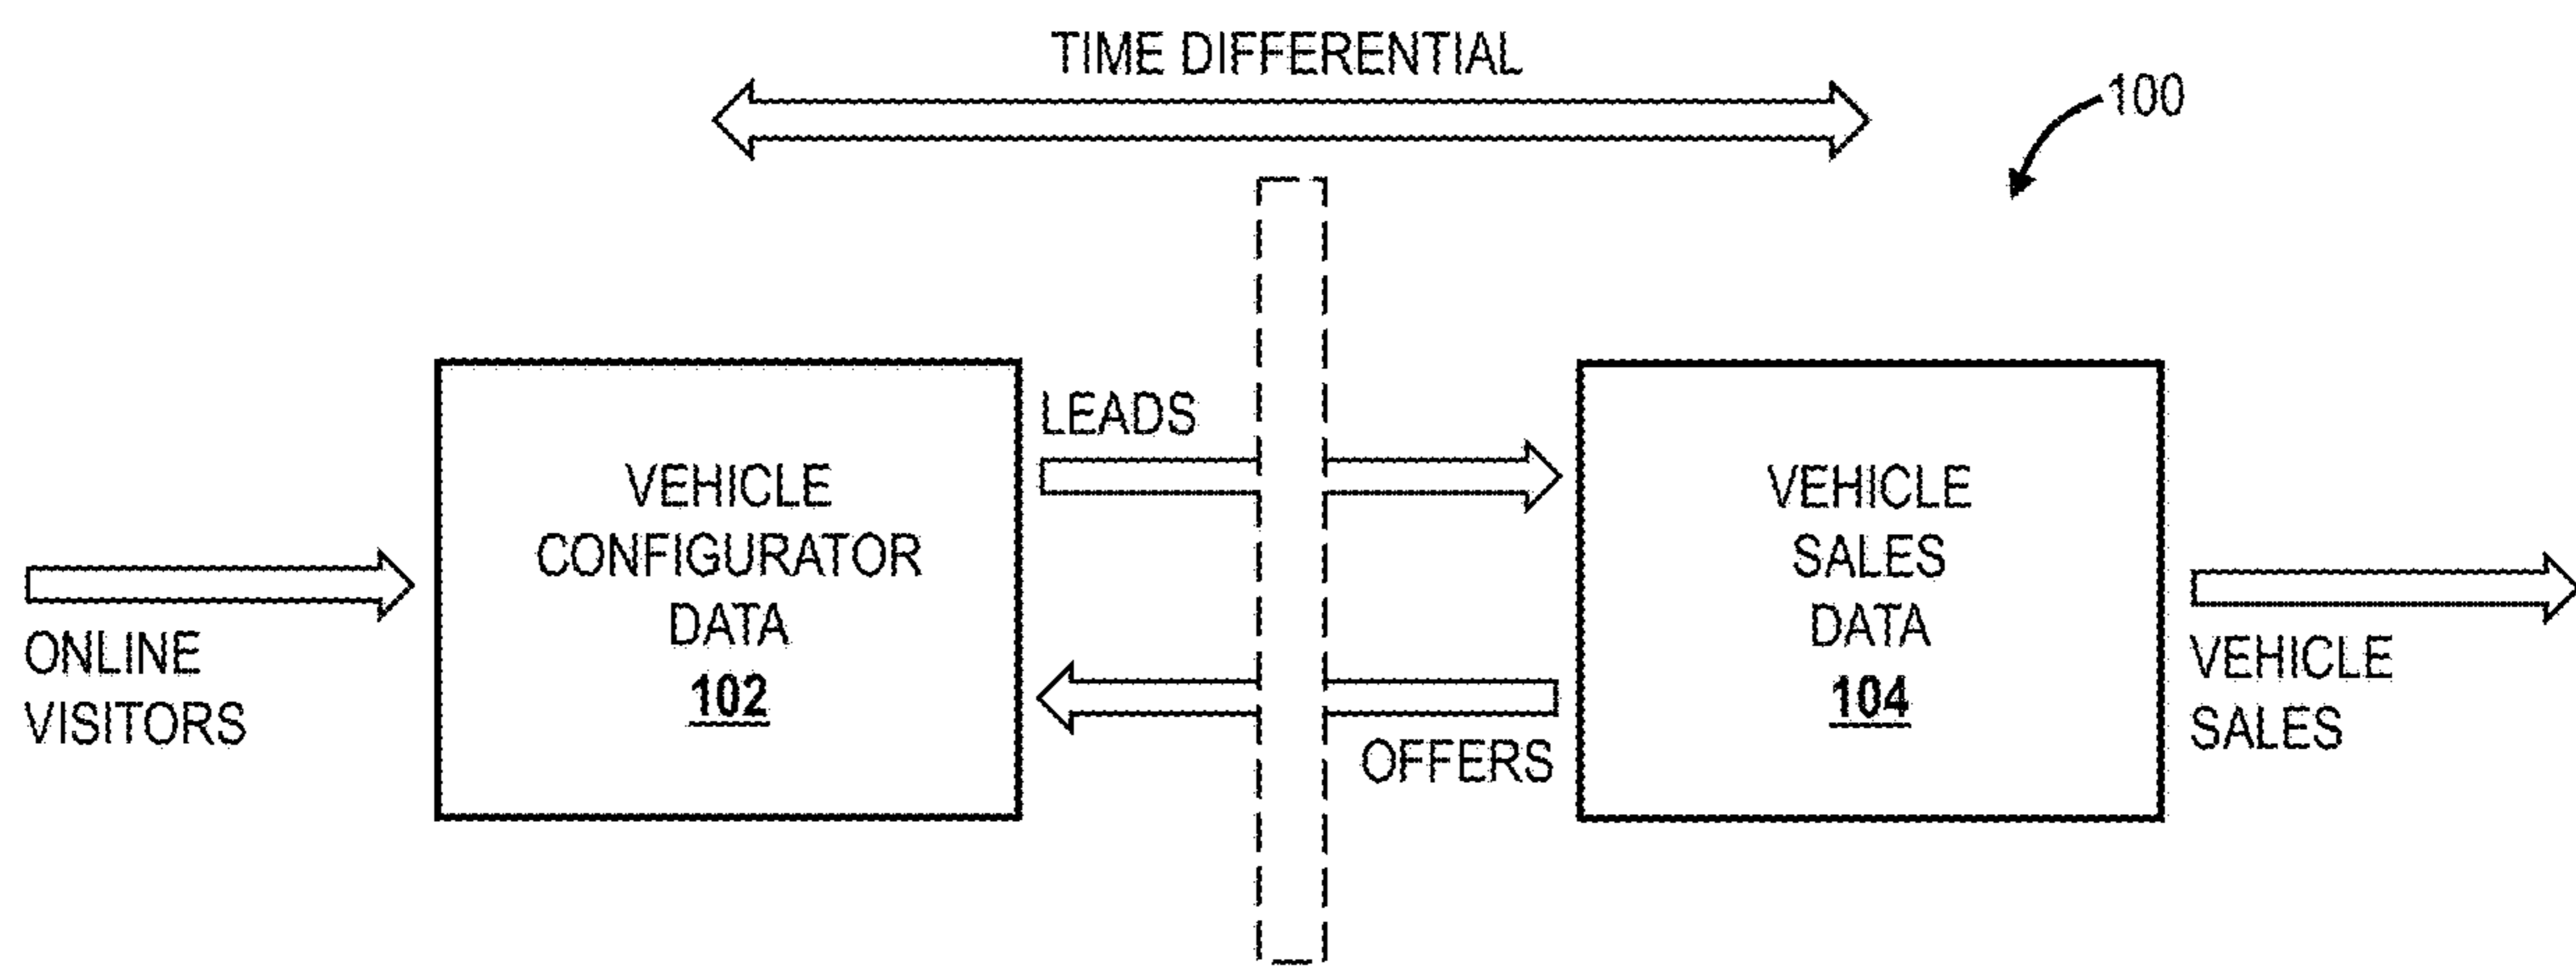 TIME DIFFERENTIAL
100
LEADS
VEHICLE
CONFIGURATOR
DATA
102
VEHICLE
SALES
DATA
104
ONLINE
VISITORS
OFFERS
VEHICLE
SALES